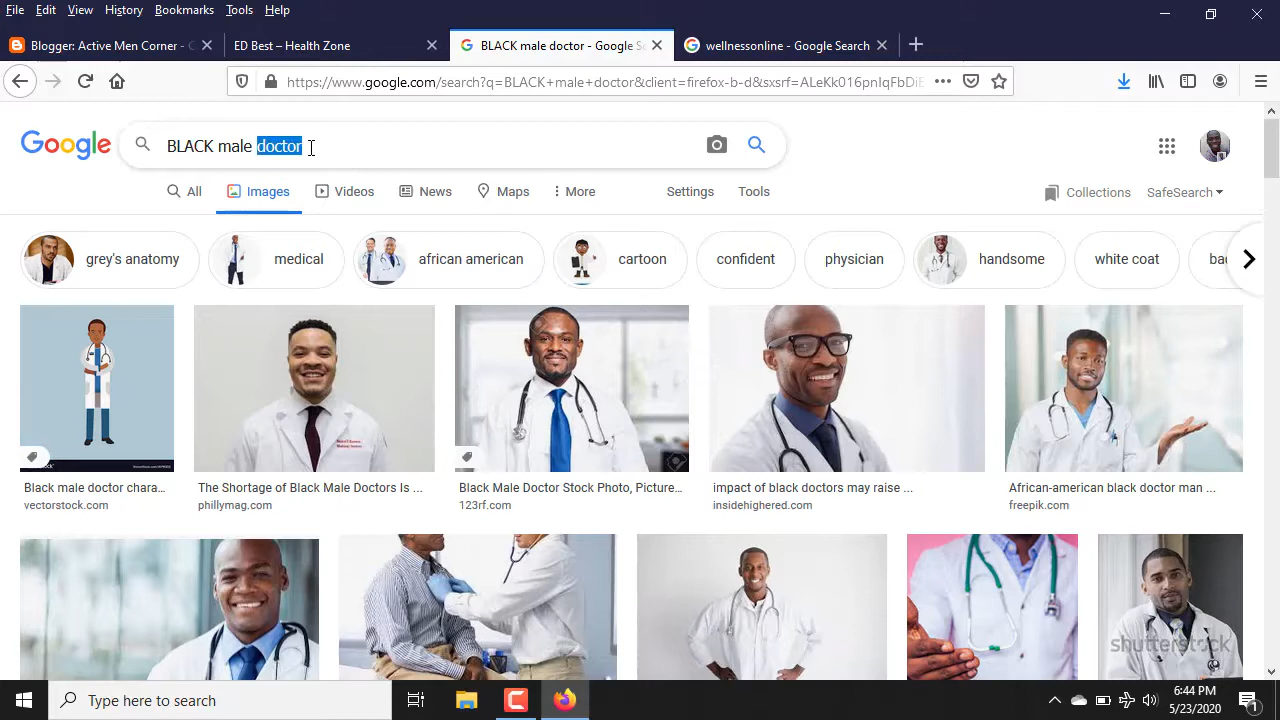 File Edit View History Bookmarks Tools Help
Blogger: Active Men Corner - C
ED Best – Health Zone
BLACK male doctor - Google Se
wellnessonline - Google Search
https://www.google.com/search?q=BLACK+male+doctor&client=firefox-b-d&sxsrf=ALeKk016pnIqFbDiE
Google
BLACK male doctor
All Images Videos News Maps More Settings Tools
Collections SafeSearch
grey's anatomy medical african american cartoon confident physician handsome white coat bac
Black male doctor chara...
vectorstock.com
The Shortage of Black Male Doctors Is ...
phillymag.com
Black Male Doctor Stock Photo, Picture...
123rf.com
impact of black doctors may raise ...
insidehighered.com
African-american black doctor man ...
freepik.com
shutterstock
Type here to search
6:44 PM
5/23/2020
1